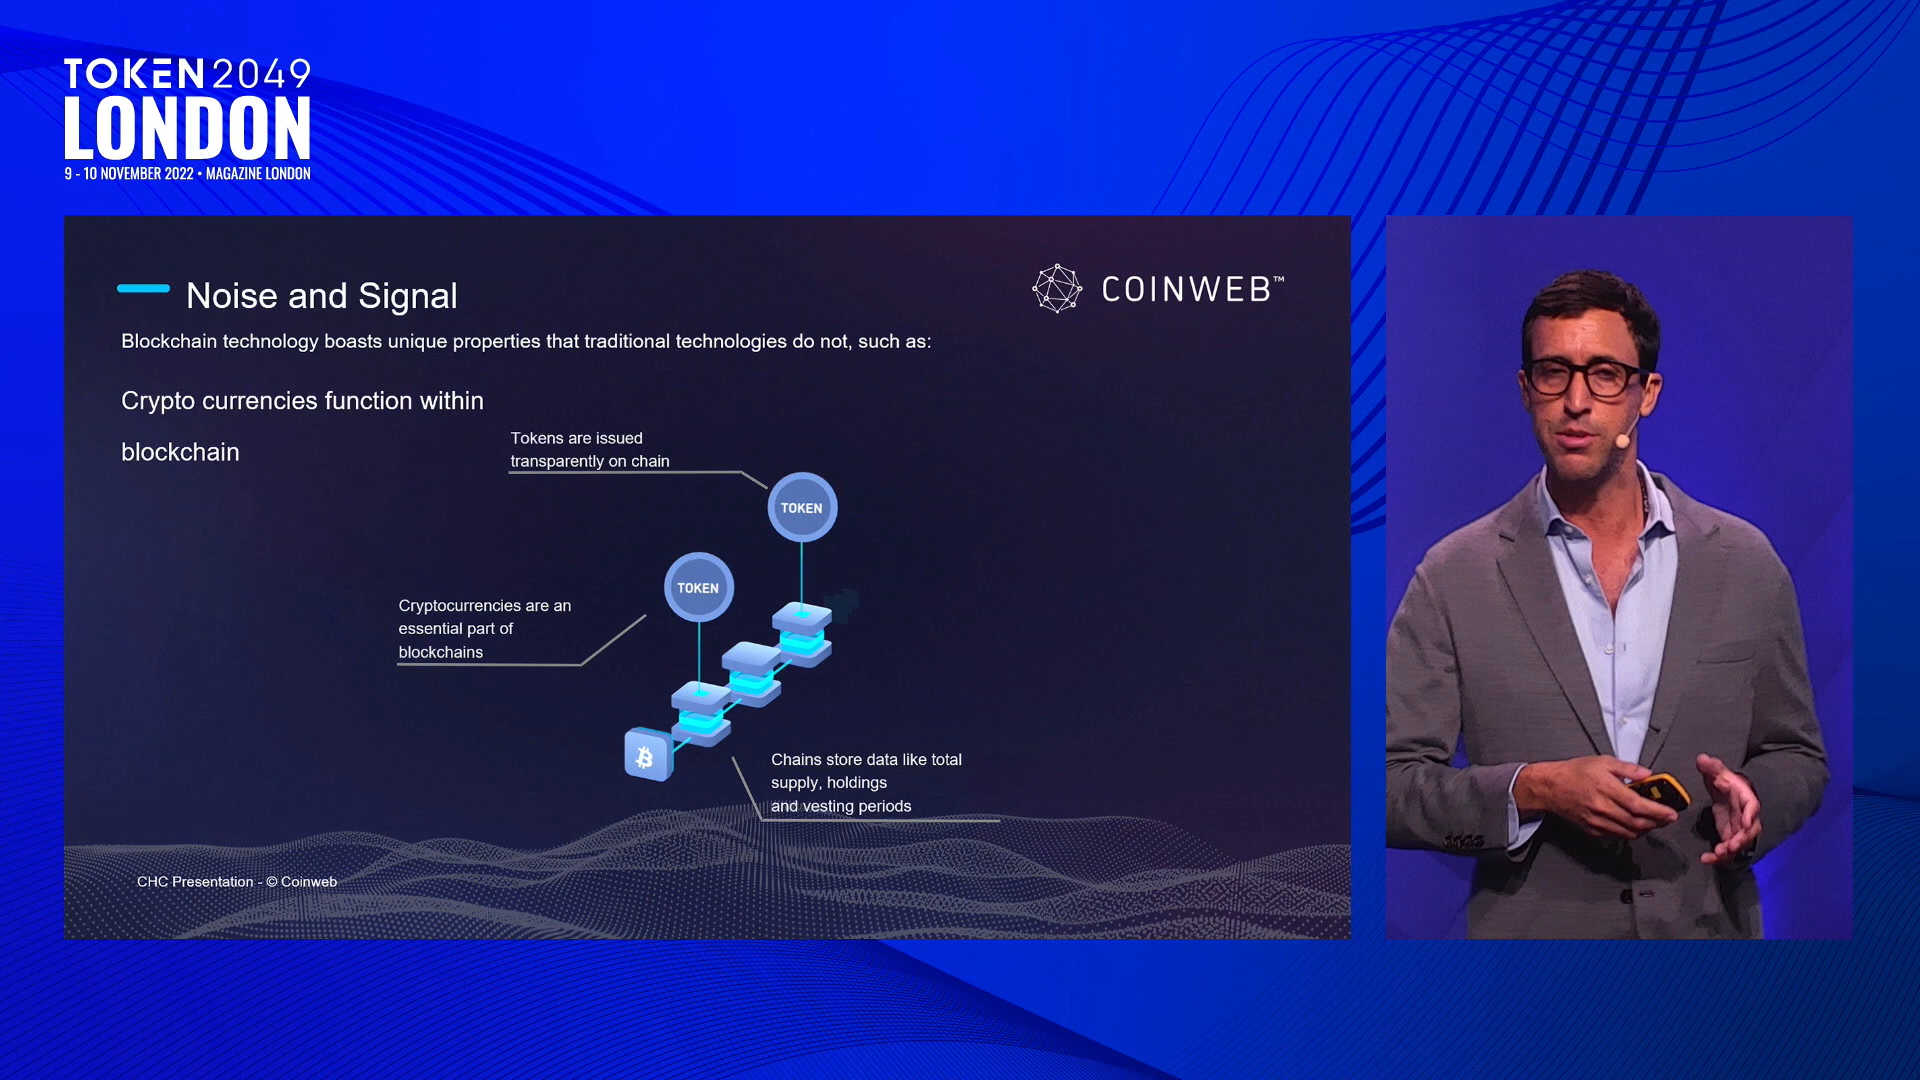 TOKEN2049
LONDON
9 - 10 NOVEMBER 2022 • MAGAZINE LONDON
Noise and Signal
COINWEB™
Blockchain technology boasts unique properties that traditional technologies do not, such as:
Crypto currencies function within
blockchain
Tokens are issued
transparently on chain
TOKEN
TOKEN
Cryptocurrencies are an
essential part of
blockchains
Chains store data like total
supply, holdings
and vesting periods
CHC Presentation - © Coinweb